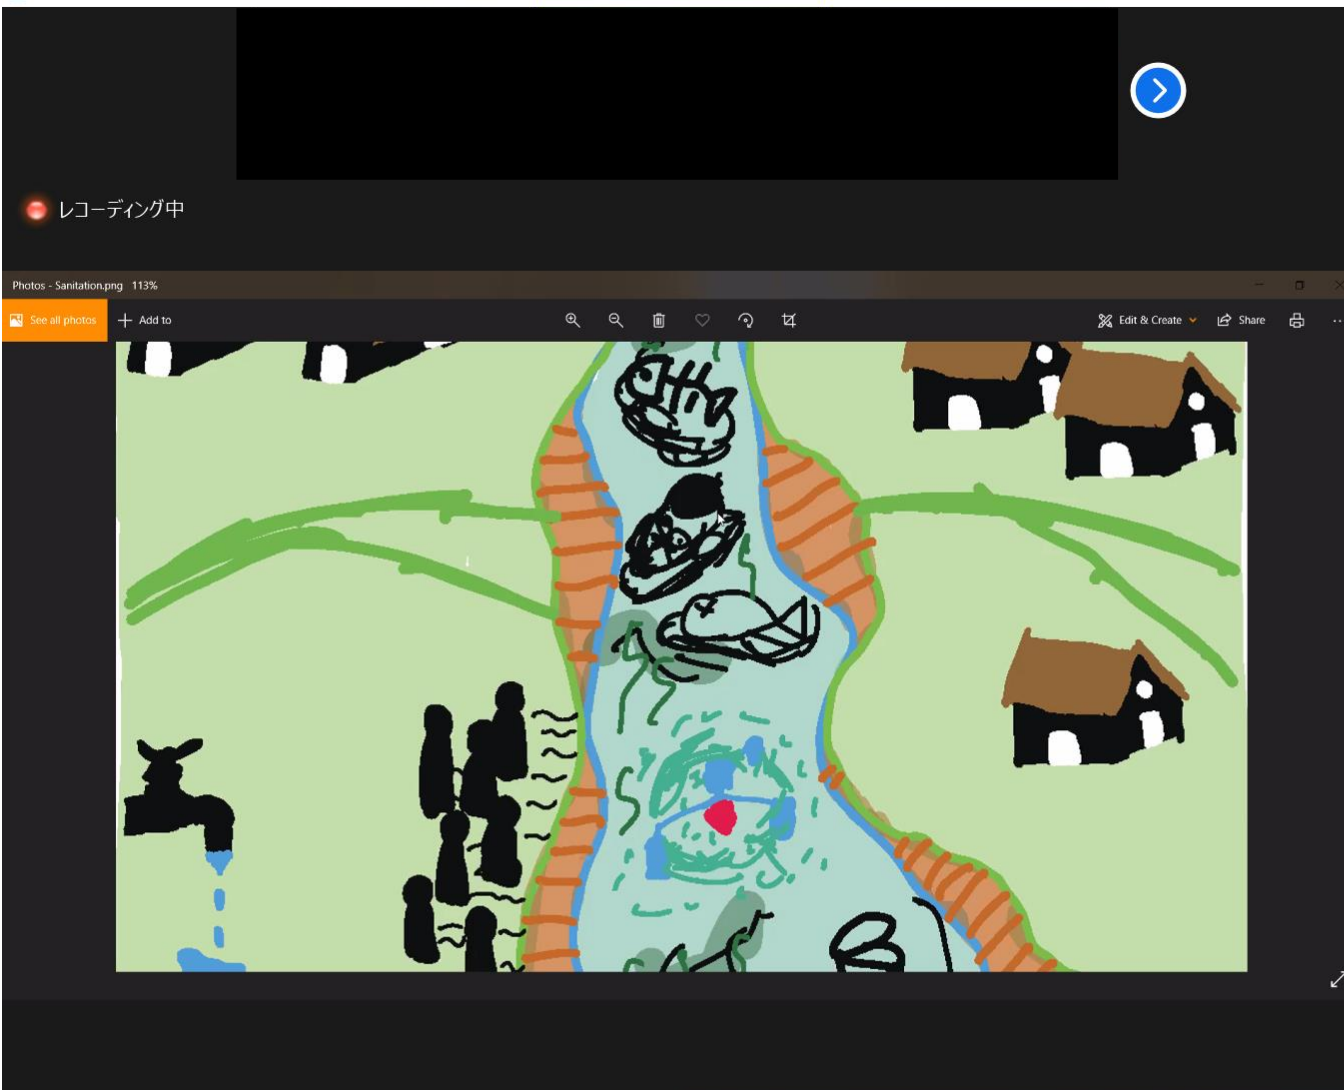 レコーディング中
Photos - Sanitation.png 113%
See all photos
Add to
Edit & Create
Share